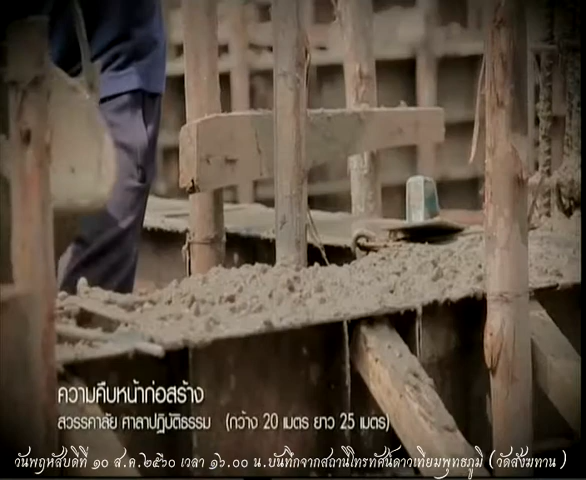 ความคืบหน้าก่อสร้าง
สวรรคาลัย ศาลาปฏิบัติธรรม (กว้าง 20 เมตร ยาว 25 เมตร)
วันพฤหัสบดีที่ ๑๐ ส.ค.๒๕๖๐ เวลา ๑๖.๐๐ น.บันทึกจากสถานีโทรทัศน์ดาวเทียมพุทธภูมิ (วัดสังฆทาน )